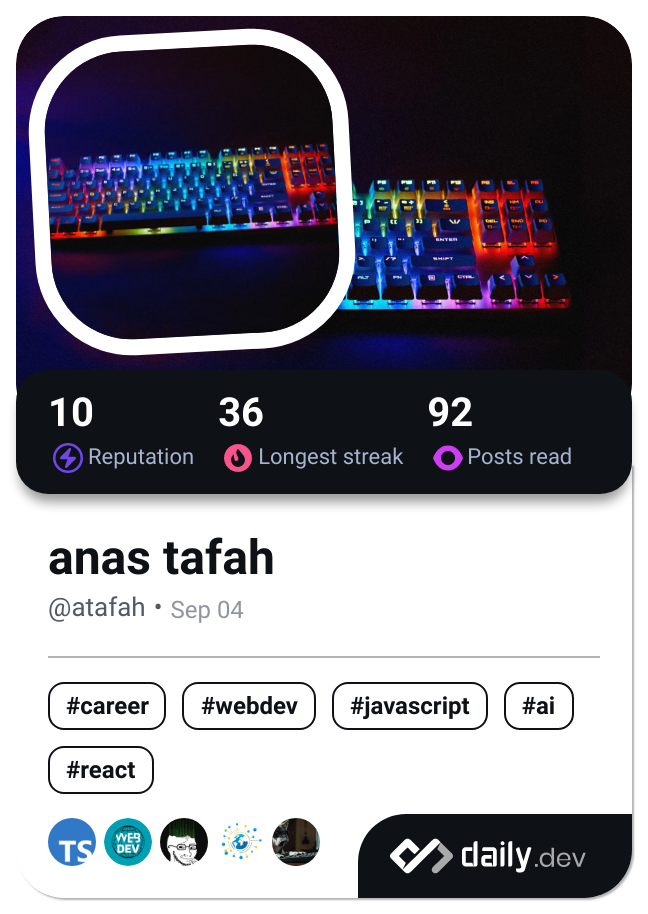 10 36 92
Reputation Longest streak Posts read
anas tafah
@atafah • Sep 04
#career #webdev #javascript #ai
#react
TS WEB DEV
daily.dev